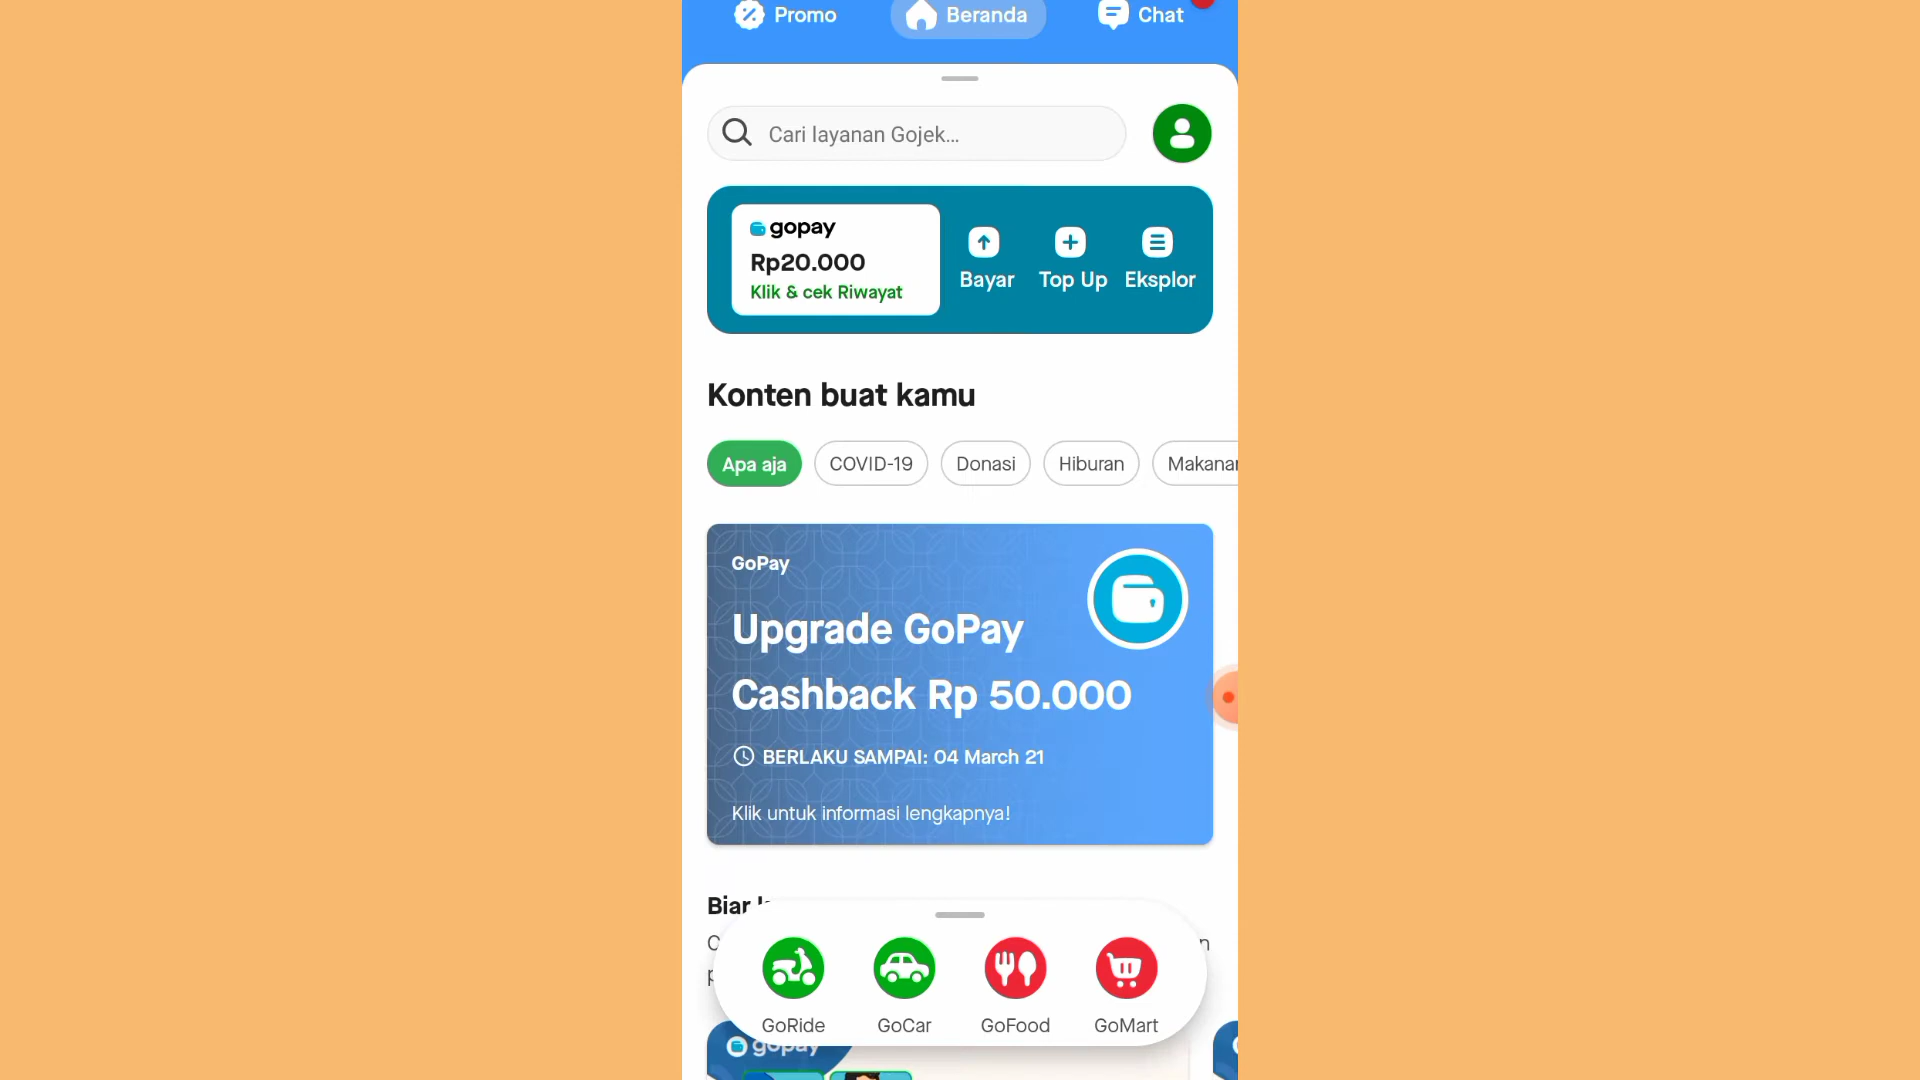 Promo
Beranda
Chat
Cari layanan Gojek...
gopay
Rp20.000
Klik & cek Riwayat
Bayar
Top Up
Eksplor
Konten buat kamu
Apa aja
COVID-19
Donasi
Hiburan
GoPay
Upgrade GoPay
Cashback Rp 50.000
BERLAKU SAMPAI: 04 March 21
Klik untuk informasi lengkapnya!
Biar
GoRide
GoCar
GoFood
GoMart
gopay